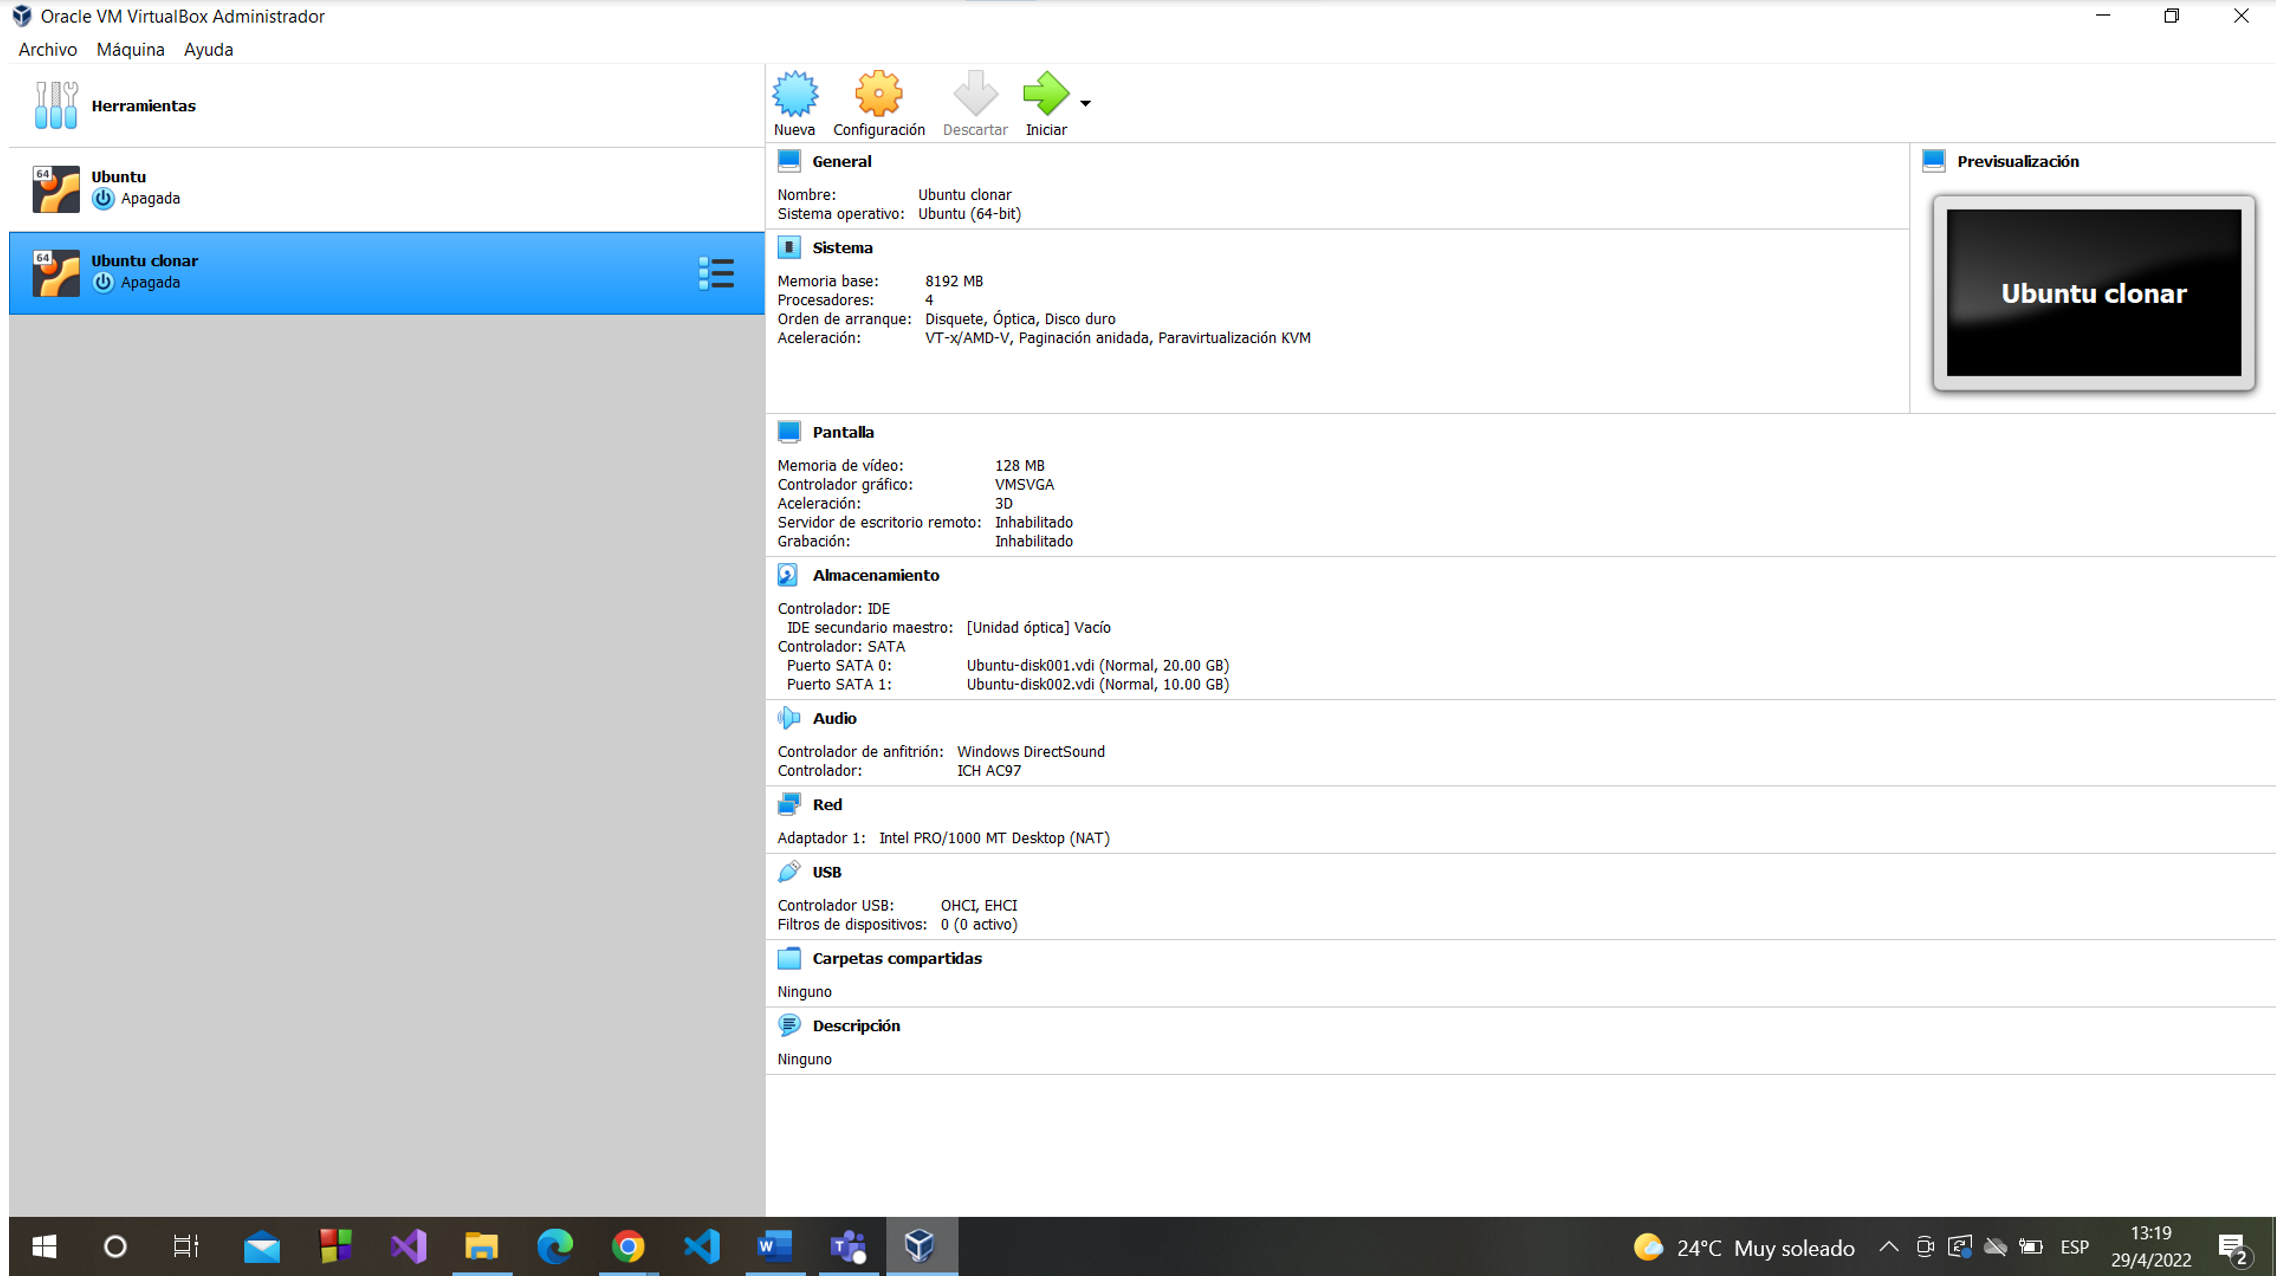 Oracle VM VirtualBox Administrador
Archivo Máquina Ayuda
Herramientas
64
Ubuntu
Apagada
64
Ubuntu clonar
Apagada
Nueva Configuración Descartar Iniciar
General
Nombre: Ubuntu clonar
Sistema operativo: Ubuntu (64-bit)
Sistema
Memoria base: 8192 MB
Procesadores: 4
Orden de arranque: Disquete, Óptica, Disco duro
Aceleración: VT-x/AMD-V, Paginación anidada, Paravirtualización KVM
Previsualización
Ubuntu clonar
Pantalla
Memoria de vídeo: 128 MB
Controlador gráfico: VMSVGA
Aceleración: 3D
Servidor de escritorio remoto: Inhabilitado
Grabación: Inhabilitado
Almacenamiento
Controlador: IDE
IDE secundario maestro: [Unidad óptica] Vacío
Controlador: SATA
Puerto SATA 0: Ubuntu-disk001.vdi (Normal, 20.00 GB)
Puerto SATA 1: Ubuntu-disk002.vdi (Normal, 10.00 GB)
Audio
Controlador de anfitrión: Windows DirectSound
Controlador: ICH AC97
Red
Adaptador 1: Intel PRO/1000 MT Desktop (NAT)
USB
Controlador USB: OHCI, EHCI
Filtros de dispositivos: 0 (0 activo)
Carpetas compartidas
Ninguno
Descripción
Ninguno
24°C Muy soleado
ESP
13:19
29/4/2022
2